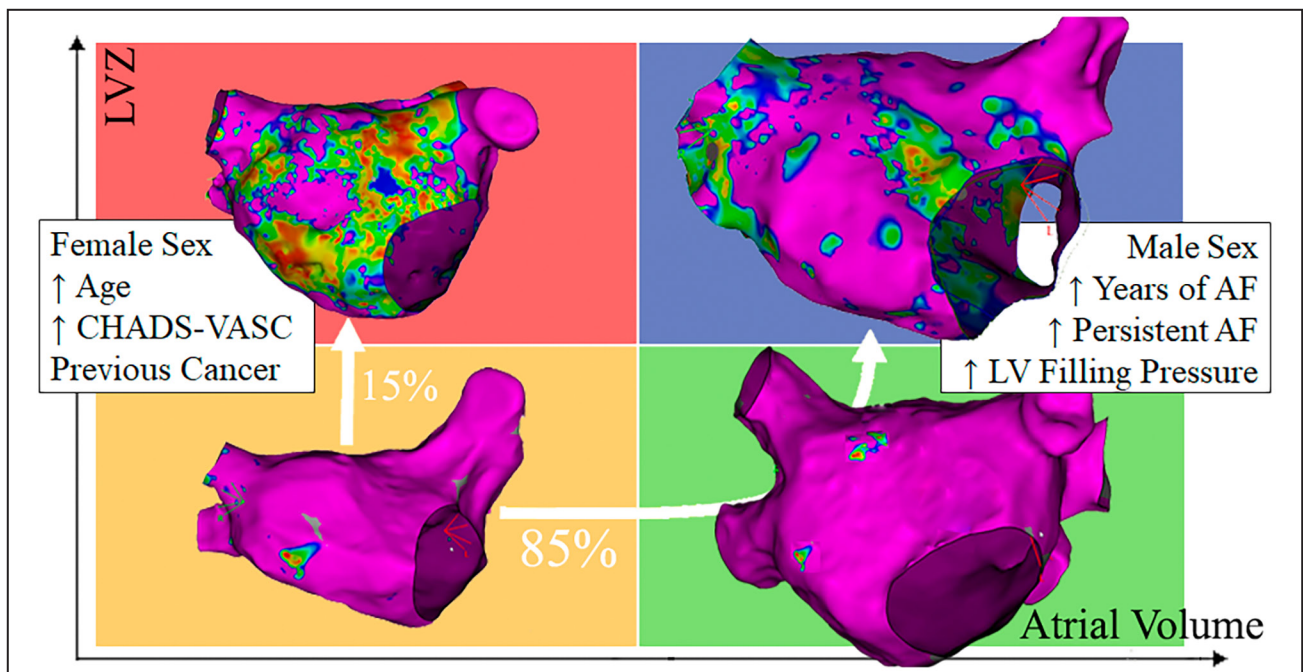 LVZ
Female Sex
↑ Age
↑ CHADS-VASC
Previous Cancer
Male Sex
↑ Years of AF
↑ Persistent AF
↑ LV Filling Pressure
15%
85%
Atrial Volume